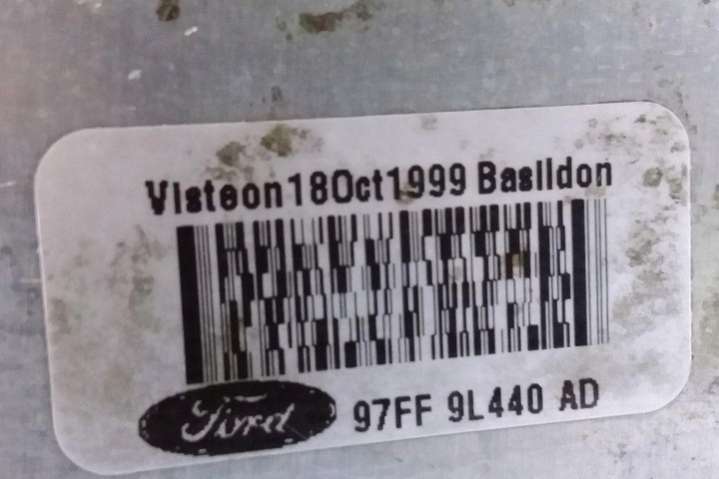 Visteon 18Oct1999 Basildon
Ford
97FF 9L440 AD